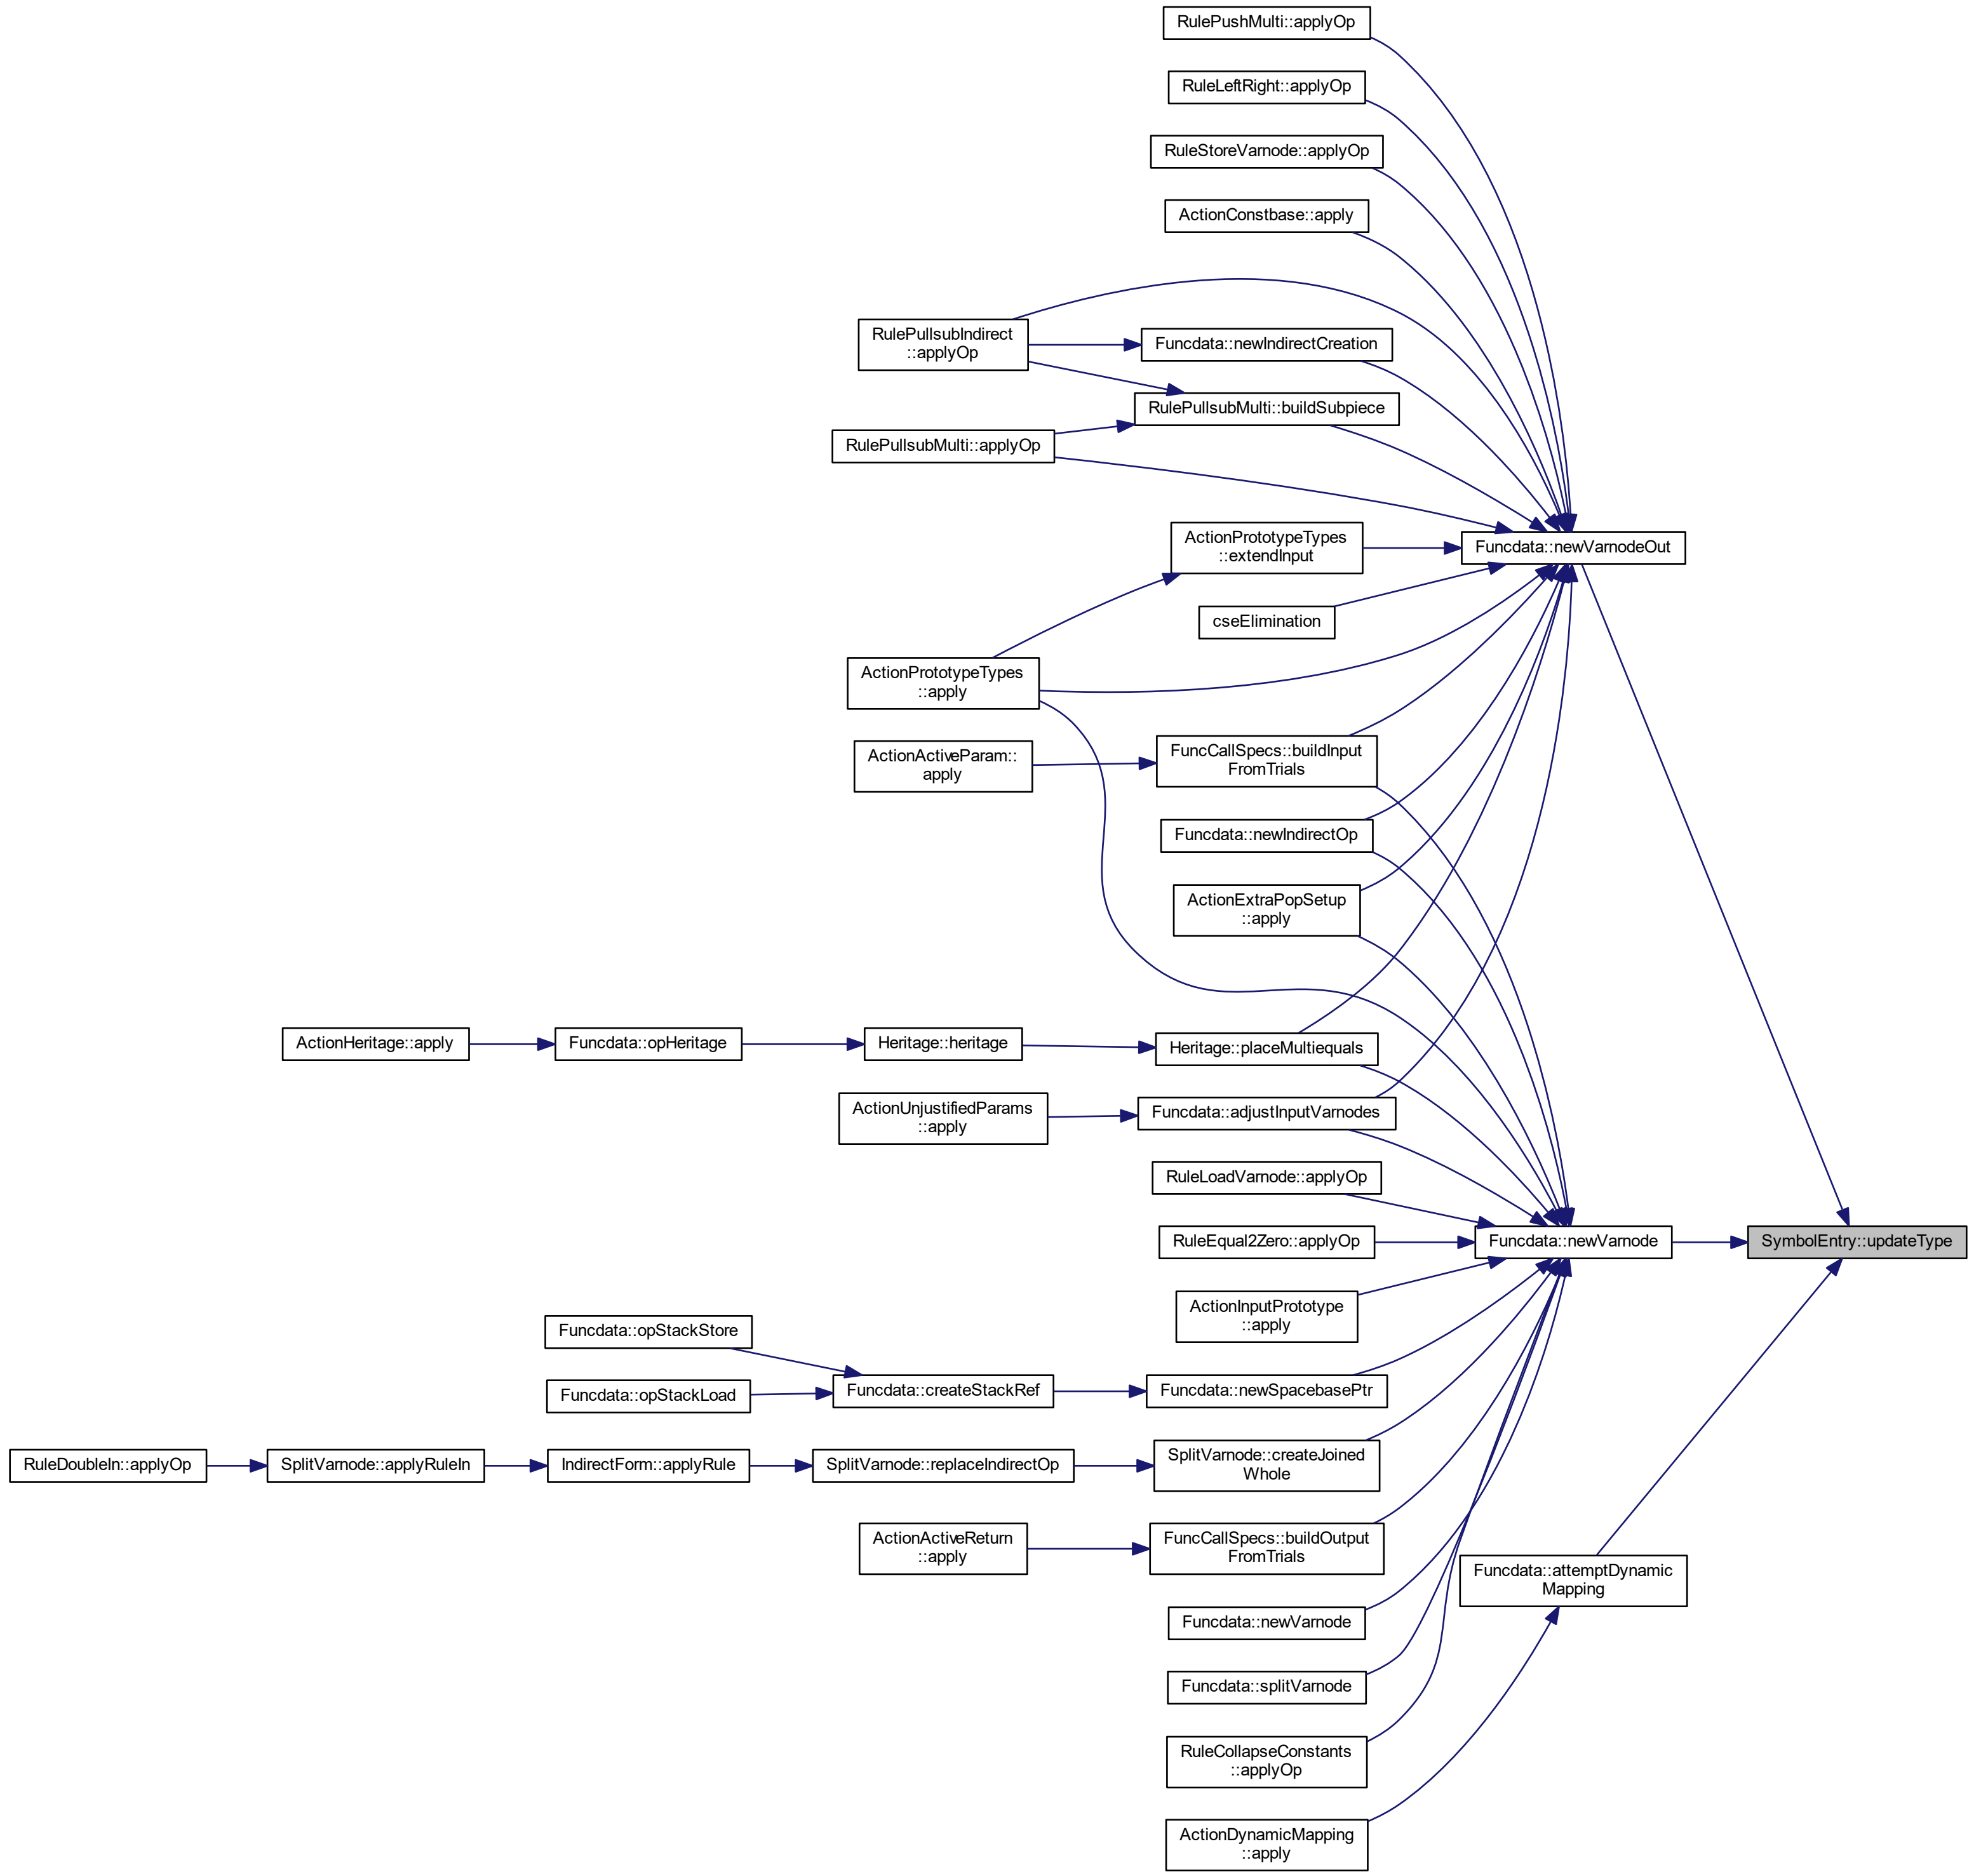 RulePushMulti::applyOp
RuleLeftRight::applyOp
RuleStoreVarnode::applyOp
ActionConstbase::apply
RulePullsubIndirect
::applyOp
Funcdata::newIndirectCreation
RulePullsubMulti::buildSubpiece
RulePullsubMulti::applyOp
ActionPrototypeTypes
::extendInput
Funcdata::newVarnodeOut
cseElimination
ActionPrototypeTypes
::apply
ActionActiveParam::
apply
FuncCallSpecs::buildInput
FromTrials
Funcdata::newIndirectOp
ActionExtraPopSetup
::apply
ActionHeritage::apply
Funcdata::opHeritage
Heritage::heritage
Heritage::placeMultiequals
ActionUnjustifiedParams
::apply
Funcdata::adjustInputVarnodes
RuleLoadVarnode::applyOp
RuleEqual2Zero::applyOp
Funcdata::newVarnode
SymbolEntry::updateType
ActionInputPrototype
::apply
Funcdata::opStackStore
Funcdata::opStackLoad
Funcdata::createStackRef
Funcdata::newSpacebasePtr
RuleDoubleIn::applyOp
SplitVarnode::applyRuleIn
IndirectForm::applyRule
SplitVarnode::replaceIndirectOp
SplitVarnode::createJoined
Whole
ActionActiveReturn
::apply
FuncCallSpecs::buildOutput
FromTrials
Funcdata::attemptDynamic
Mapping
Funcdata::newVarnode
Funcdata::splitVarnode
RuleCollapseConstants
::applyOp
ActionDynamicMapping
::apply